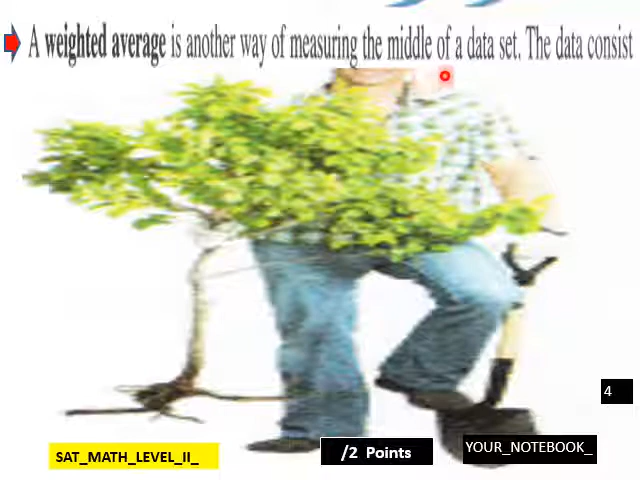 A weighted average is another way of measuring the middle of a data set. The data consist
4
SAT_MATH_LEVEL_II_
/2 Points
YOUR_NOTEBOOK_